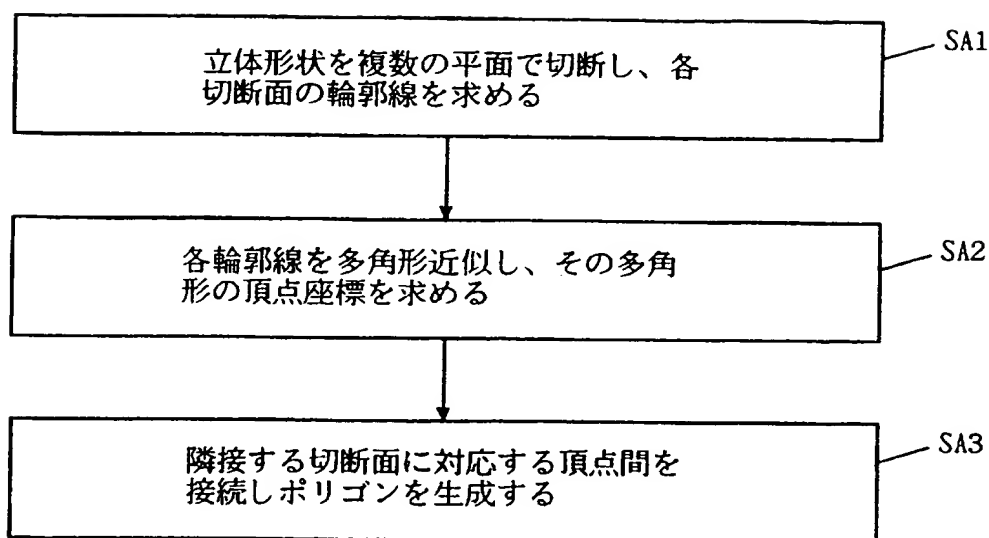 立体形状を複数の平面で切断し、各
切断面の輪郭線を求める
SA1
各輪郭線を多角形近似し、その多角
形の頂点座標を求める
SA2
隣接する切断面に対応する頂点間を
接続しポリゴンを生成する
SA3